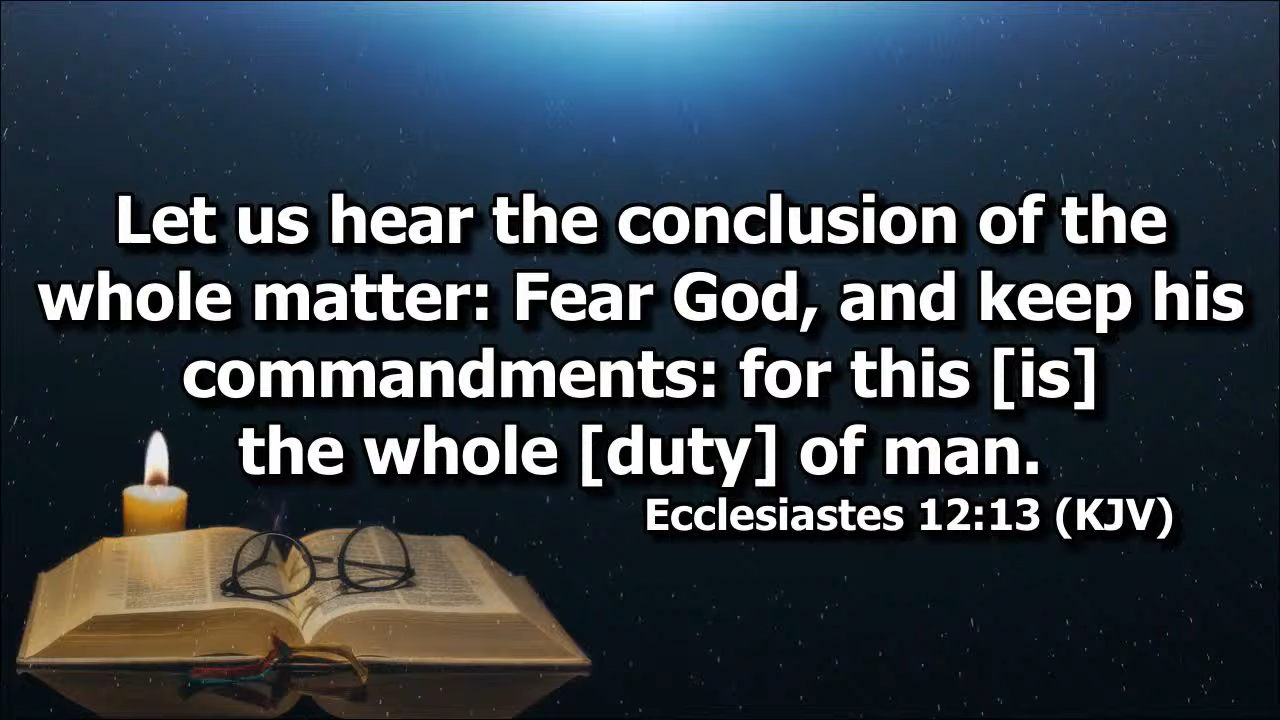 Let us hear the conclusion of the
whole matter: Fear God, and keep his
commandments: for this [is]
the whole [duty] of man.
Ecclesiastes 12:13 (KJV)